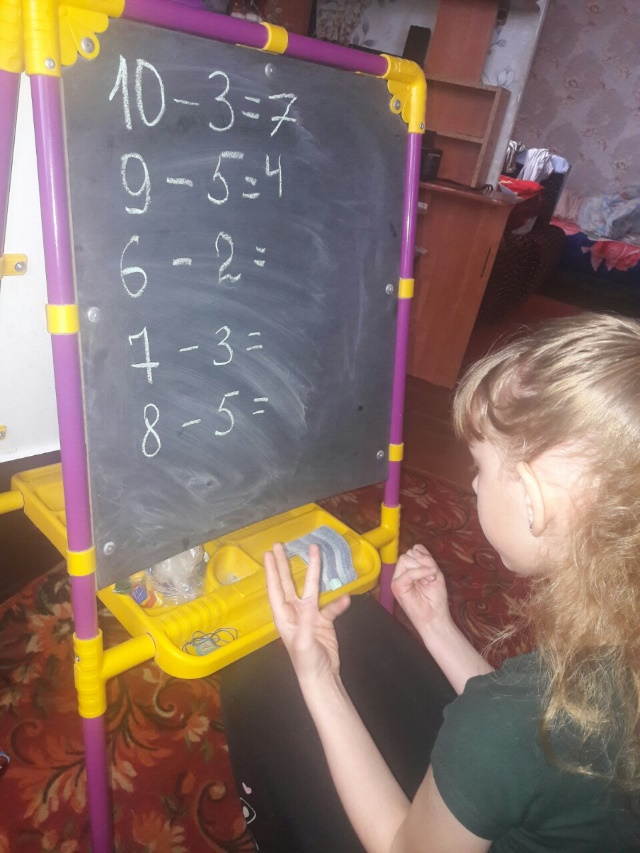 10 - 3 = 7
9 - 5 = 4
6 - 2 =
7 - 3 =
8 - 5 =